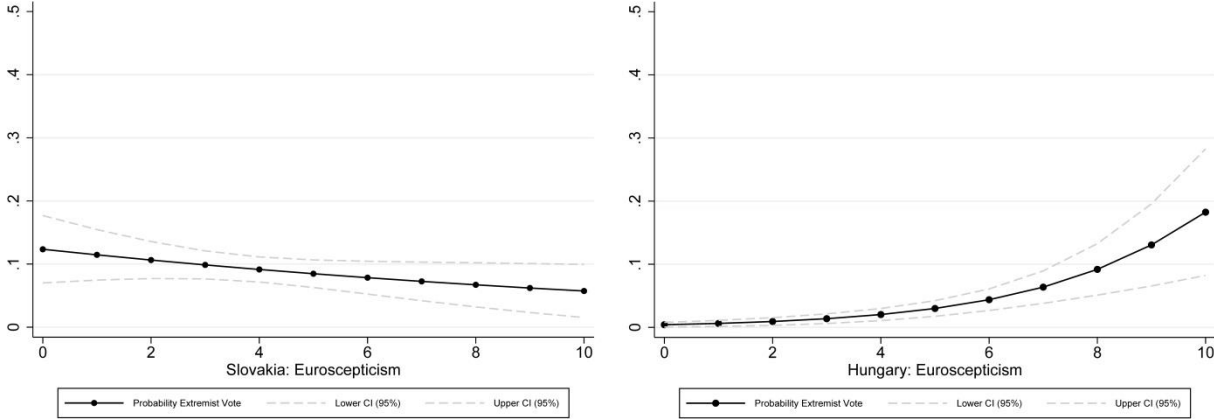 .5
.4
.3
.2
.1
0
0 2 4 6 8 10
Slovakia: Euroscepticism
Probability Extremist Vote Lower CI (95%) Upper CI (95%)
.5
.4
.3
.2
.1
0
0 2 4 6 8 10
Hungary: Euroscepticism
Probability Extremist Vote Lower CI (95%) Upper CI (95%)